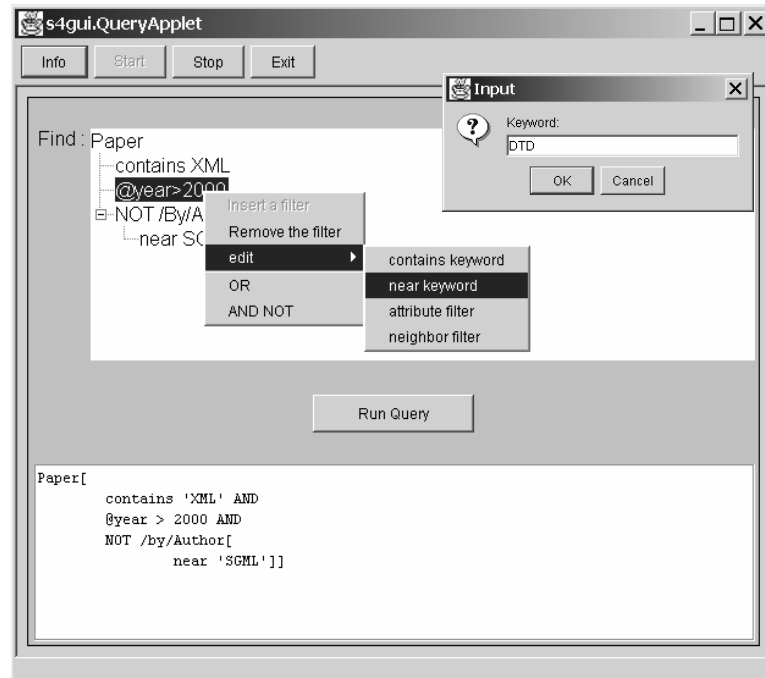 s4gui.QueryApplet
Info Start Stop Exit
Input
Keyword:
DTD
OK Cancel
Find : Paper
contains XML
@year>2000
NOT /By/A
near SG
Insert a filter
Remove the filter
edit
OR
AND NOT
contains keyword
near keyword
attribute filter
neighbor filter
Run Query
Paper[
contains 'XML' AND
@year > 2000 AND
NOT /by/Author[
near 'SGML']]